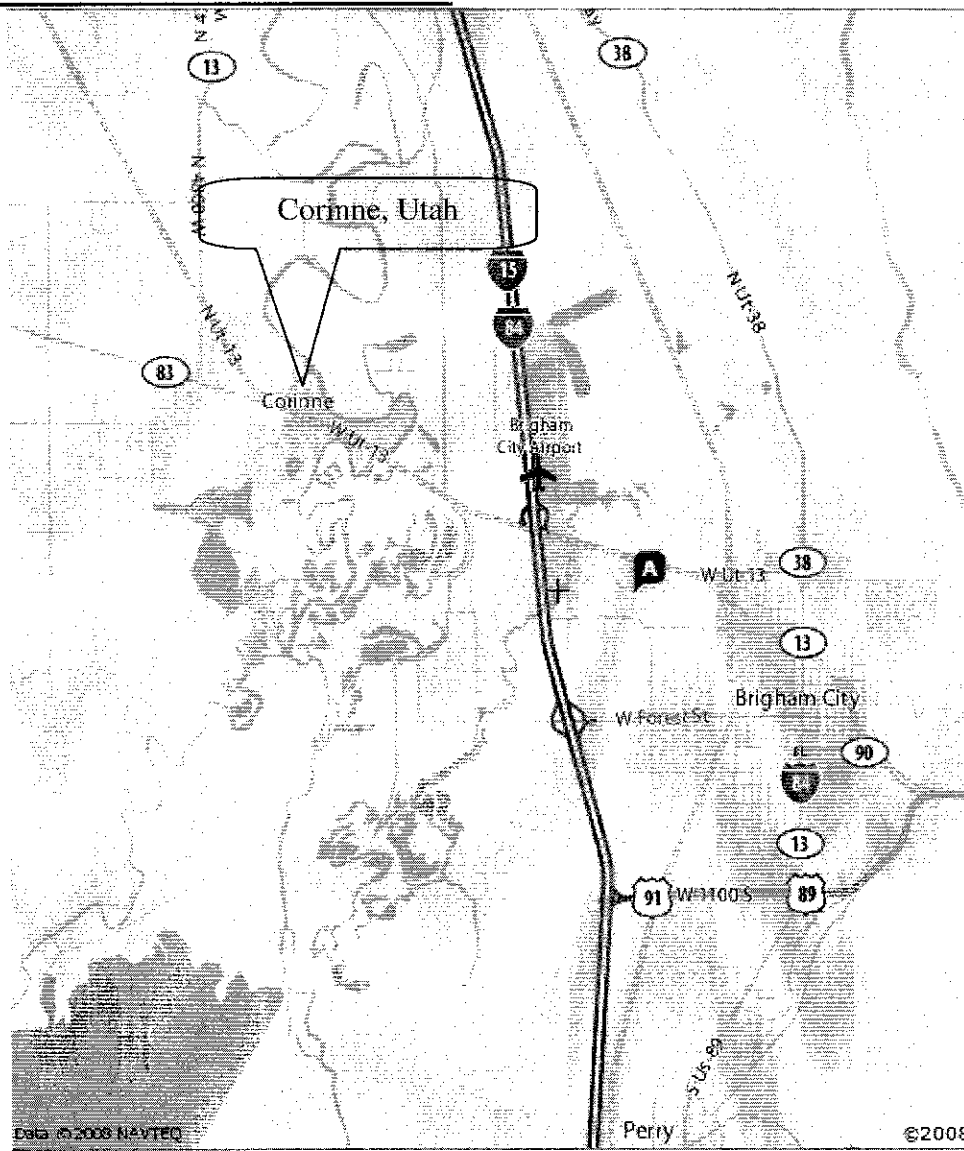 13
38
N 4000 W
Corinne, Utah
15
84
N Ut-13
N Ut-38
83
Corinne
W Ut-13
Brigham
City Airport
A
W Ut-13
38
13
Brigham City
W Forest St
BL
84
90
13
91
W 1100 S
89
S Us-89
Perry
Data © 2008 NAVTEQ
©2008